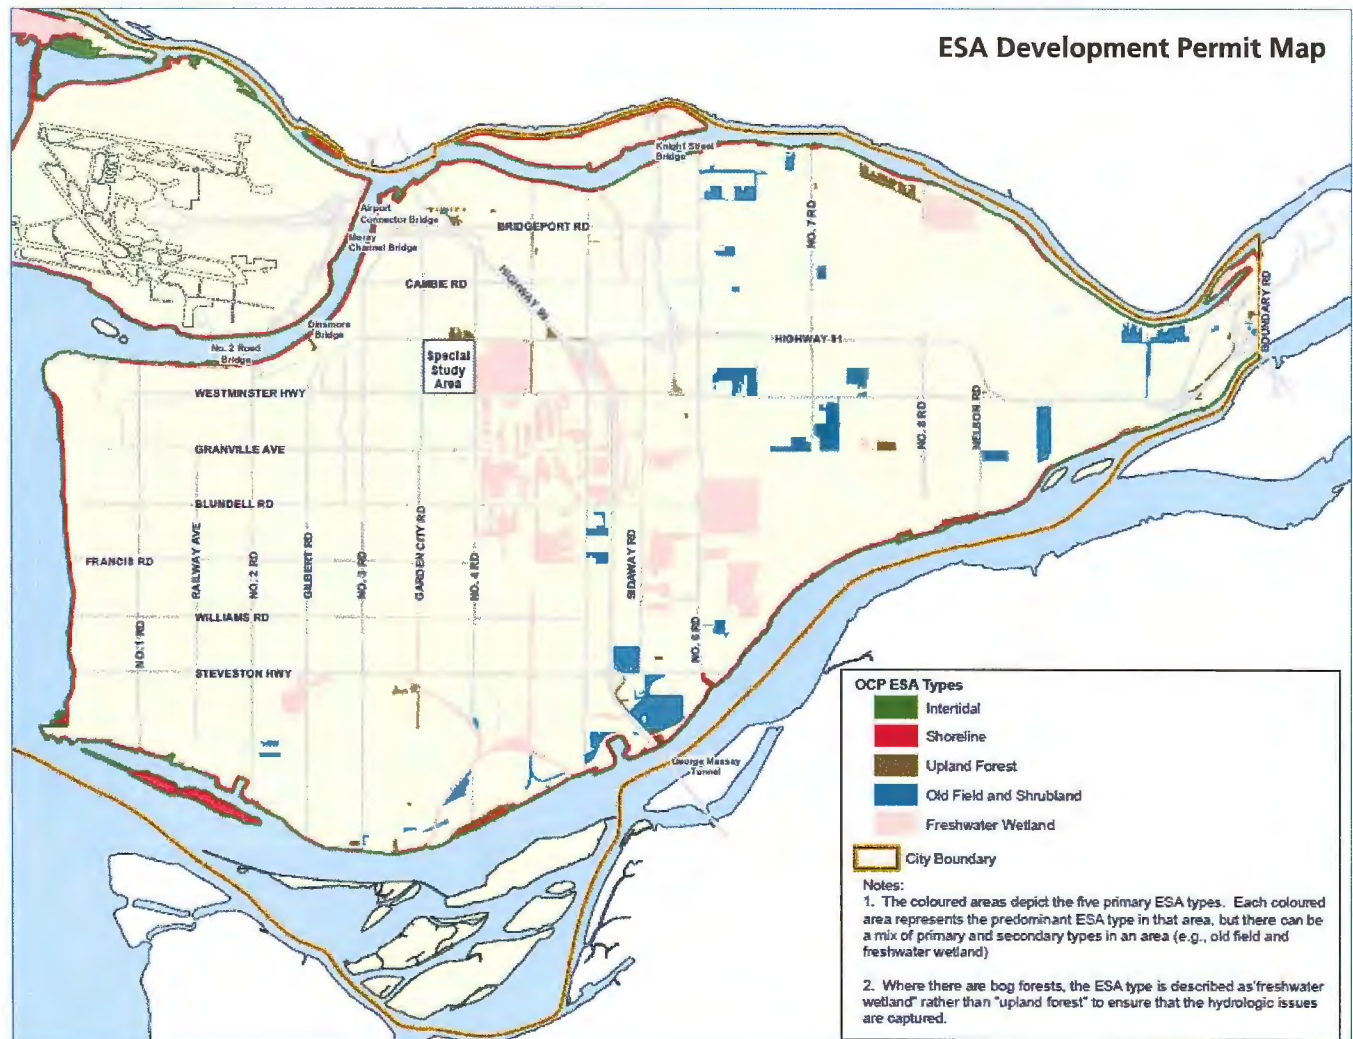 ESA Development Permit Map
Knight Street
Bridge
Airport
Connector Bridge
Moray
Channel Bridge
BRIDGEPORT RD
NO. 7 RD
CAMBIE RD
HIGHWAY 99
BOUNDARY RD
Dinsmore
Bridge
No. 2 Road
Bridge
HIGHWAY 91
Special
Study
Area
WESTMINSTER HWY
NO. 8 RD
NELSON RD
GRANVILLE AVE
BLUNDELL RD
FRANCIS RD
RAILWAY AVE
NO. 2 RD
GILBERT RD
NO. 3 RD
GARDEN CITY RD
NO. 4 RD
SIDAWAY RD
WILLIAMS RD
NO. 1 RD
NO. 6 RD
STEVESTON HWY
George Massey
Tunnel
OCP ESA Types
Intertidal
Shoreline
Upland Forest
Old Field and Shrubland
Freshwater Wetland
City Boundary
Notes:
1. The coloured areas depict the five primary ESA types. Each coloured
area represents the predominant ESA type in that area, but there can be
a mix of primary and secondary types in an area (e.g., old field and
freshwater wetland)
2. Where there are bog forests, the ESA type is described as"freshwater
wetland" rather than "upland forest" to ensure that the hydrologic issues
are captured.